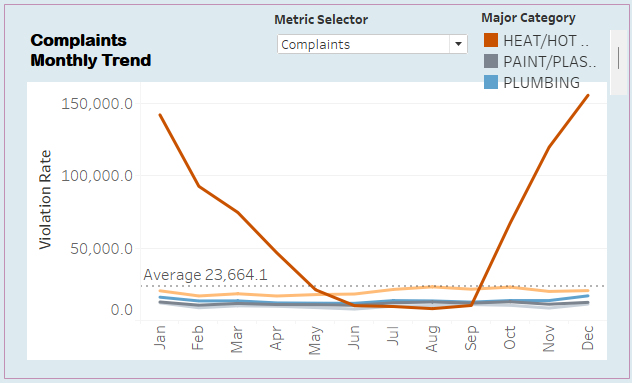 Complaints
Monthly Trend
Metric Selector
Complaints
Major Category
HEAT/HOT ..
PAINT/PLAS..
PLUMBING
Violation Rate
150,000.0
100,000.0
50,000.0
0.0
Average 23,664.1
Jan
Feb
Mar
Apr
May
Jun
Jul
Aug
Sep
Oct
Nov
Dec